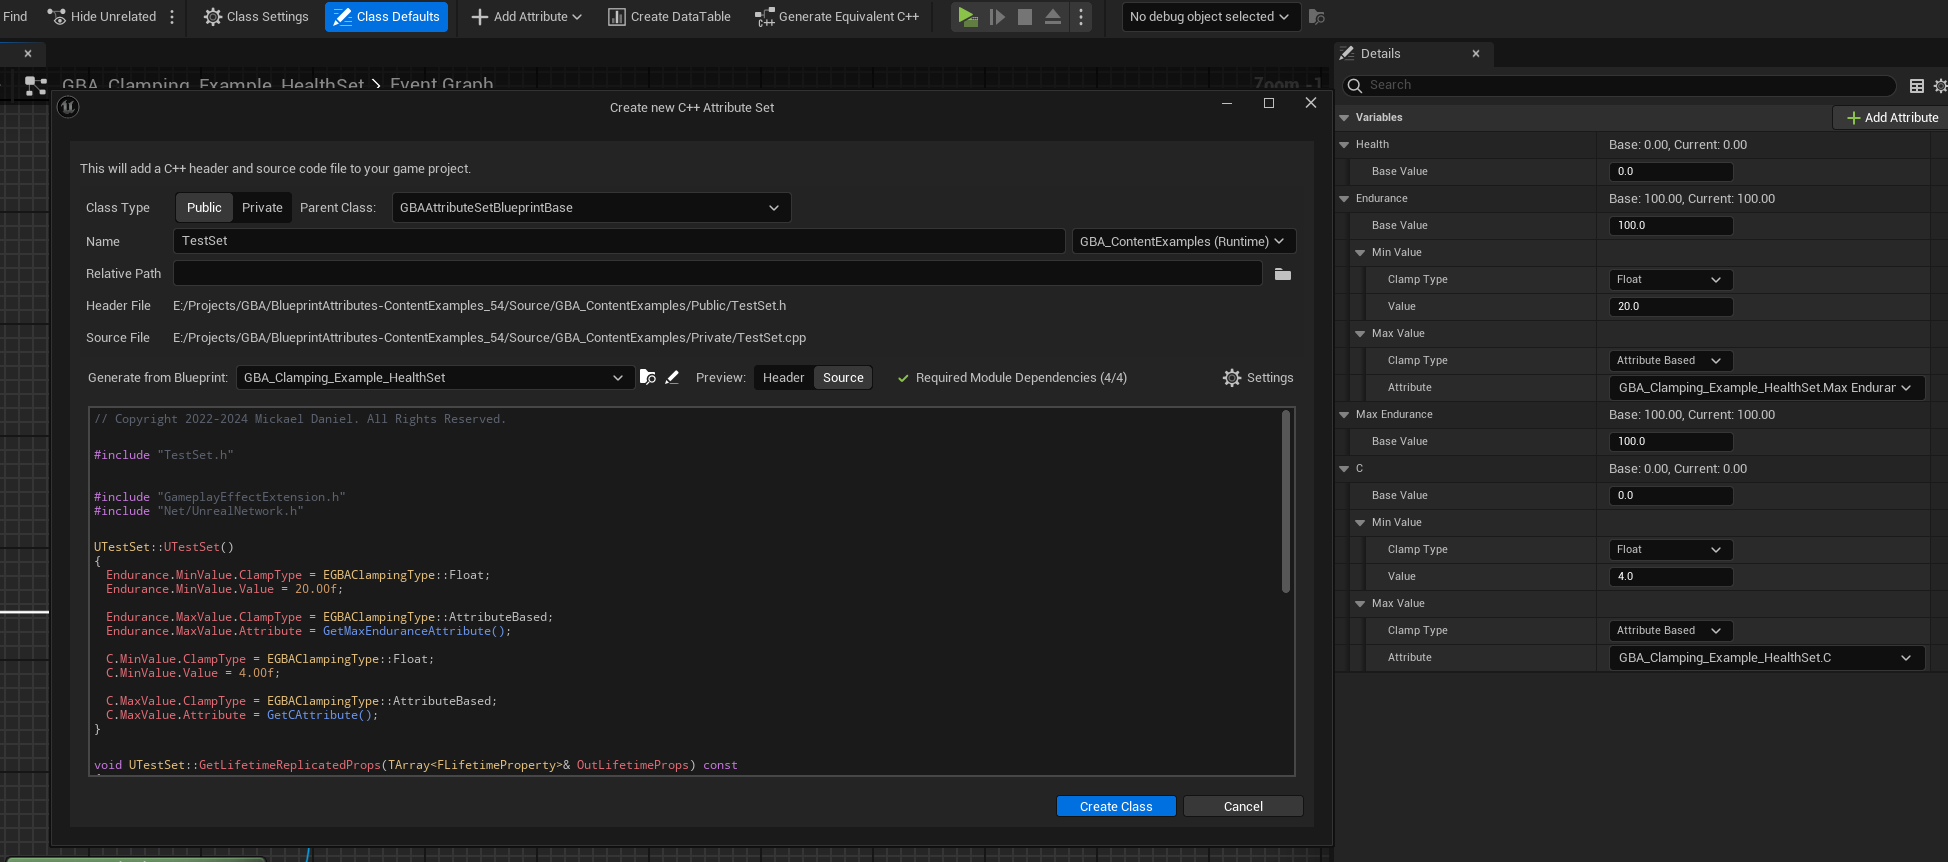 Find
Hide Unrelated
Class Settings
Class Defaults
Add Attribute
Create DataTable
Generate Equivalent C++
No debug object selected
GBA_Clamping_Example_HealthSet > Event Graph
Zoom -1
Create new C++ Attribute Set
This will add a C++ header and source code file to your game project.
Class Type
Public
Private
Parent Class:
GBAAttributeSetBlueprintBase
Name
TestSet
GBA_ContentExamples (Runtime)
Relative Path
Header File
E:/Projects/GBA/BlueprintAttributes-ContentExamples_54/Source/GBA_ContentExamples/Public/TestSet.h
Source File
E:/Projects/GBA/BlueprintAttributes-ContentExamples_54/Source/GBA_ContentExamples/Private/TestSet.cpp
Generate from Blueprint:
GBA_Clamping_Example_HealthSet
Preview:
Header
Source
Required Module Dependencies (4/4)
Settings
// Copyright 2022-2024 Mickael Daniel. All Rights Reserved.
#include "TestSet.h"
#include "GameplayEffectExtension.h"
#include "Net/UnrealNetwork.h"
UTestSet::UTestSet()
{
Endurance.MinValue.ClampType = EGBAClampingType::Float;
Endurance.MinValue.Value = 20.00f;
Endurance.MaxValue.ClampType = EGBAClampingType::AttributeBased;
Endurance.MaxValue.Attribute = GetMaxEnduranceAttribute();
C.MinValue.ClampType = EGBAClampingType::Float;
C.MinValue.Value = 4.00f;
C.MaxValue.ClampType = EGBAClampingType::AttributeBased;
C.MaxValue.Attribute = GetCAttribute();
}
void UTestSet::GetLifetimeReplicatedProps(TArray<FLifetimeProperty>& OutLifetimeProps) const
Create Class
Cancel
Details
Search
Variables
Add Attribute
Health
Base: 0.00, Current: 0.00
Base Value
0.0
Endurance
Base: 100.00, Current: 100.00
Base Value
100.0
Min Value
Clamp Type
Float
Value
20.0
Max Value
Clamp Type
Attribute Based
Attribute
GBA_Clamping_Example_HealthSet.Max Endurar
Max Endurance
Base: 100.00, Current: 100.00
Base Value
100.0
C
Base: 0.00, Current: 0.00
Base Value
0.0
Min Value
Clamp Type
Float
Value
4.0
Max Value
Clamp Type
Attribute Based
Attribute
GBA_Clamping_Example_HealthSet.C